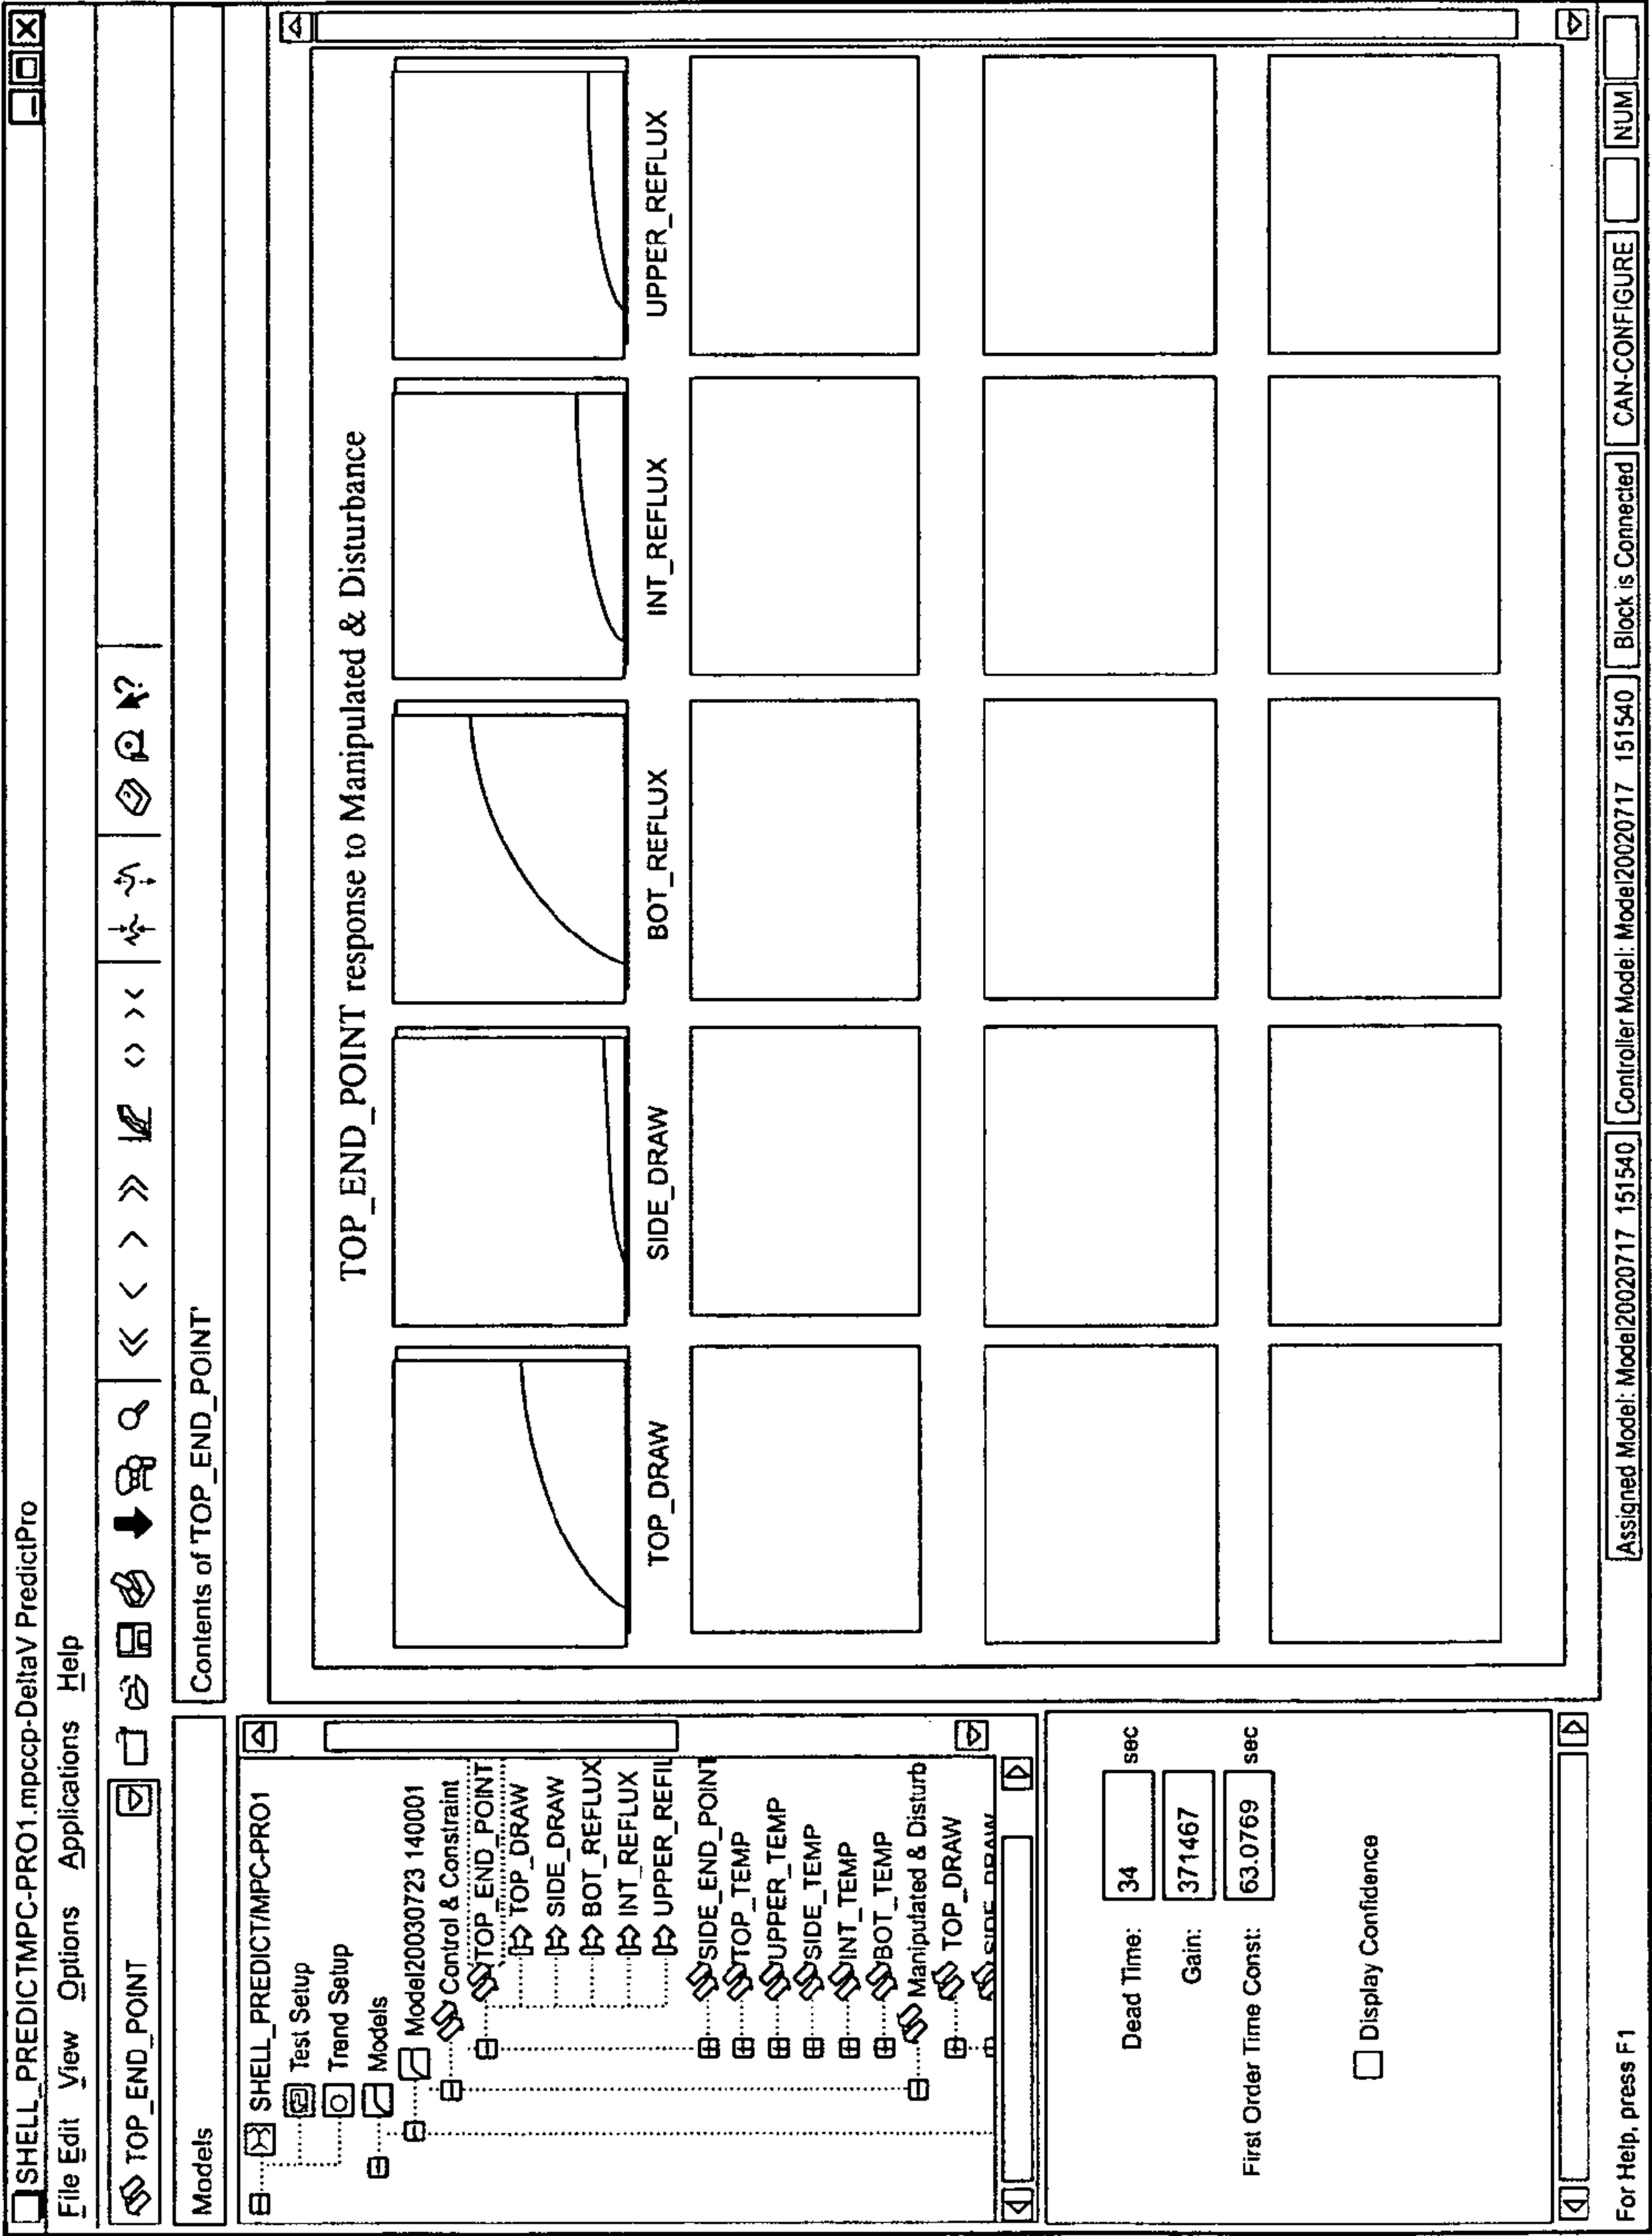 SHELL_PREDICTMPC-PRO1.mpccp-DeltaV PredictPro
File Edit View Options Applications Help
TOP_END_POINT
Models
Contents of 'TOP_END_POINT'
SHELL_PREDICT/MPC-PRO1
Test Setup
Trend Setup
Models
Model20030723 140001
Control & Constraint
TOP_END_POINT
TOP_DRAW
SIDE_DRAW
BOT_REFLUX
INT_REFLUX
UPPER_REFIL
SIDE_END_POINT
TOP_TEMP
UPPER_TEMP
SIDE_TEMP
INT_TEMP
BOT_TEMP
Maniputated & Disturb
TOP_DRAW
SIDE_DRAW
Dead Time: 34 sec
Gain: 371467
First Order Time Const: 63.0769 sec
Display Confidence
TOP_END_POINT response to Manipulated & Disturbance
TOP_DRAW
SIDE_DRAW
BOT_REFLUX
INT_REFLUX
UPPER_REFLUX
For Help, press F1
Assigned Model: Model20020717 151540
Controller Model: Model20020717 151540
Block is Connected
CAN-CONFIGURE
NUM